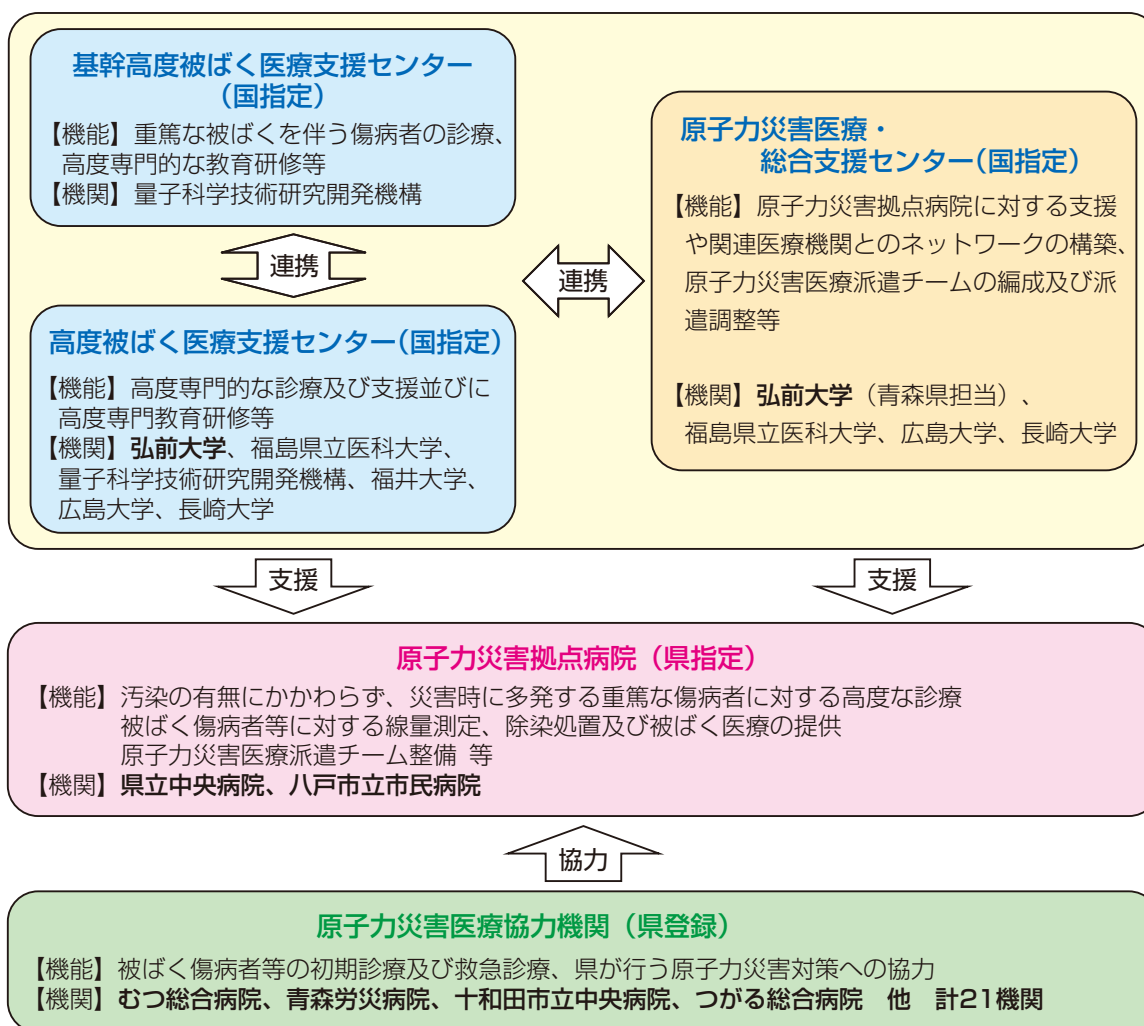 基幹高度被ばく医療支援センター
(国指定)
【機能】重篤な被ばくを伴う傷病者の診療、
高度専門的な教育研修等
【機関】量子科学技術研究開発機構
連携
高度被ばく医療支援センター(国指定)
【機能】高度専門的な診療及び支援並びに
高度専門教育研修等
【機関】弘前大学、福島県立医科大学、
量子科学技術研究開発機構、福井大学、
広島大学、長崎大学
連携
原子力災害医療・
総合支援センター(国指定)
【機能】原子力災害拠点病院に対する支援
や関連医療機関とのネットワークの構築、
原子力災害医療派遣チームの編成及び派
遣調整等
【機関】弘前大学(青森県担当)、
福島県立医科大学、広島大学、長崎大学
支援
支援
原子力災害拠点病院(県指定)
【機能】汚染の有無にかかわらず、災害時に多発する重篤な傷病者に対する高度な診療
被ばく傷病者等に対する線量測定、除染処置及び被ばく医療の提供
原子力災害医療派遣チーム整備 等
【機関】県立中央病院、八戸市立市民病院
協力
原子力災害医療協力機関(県登録)
【機能】被ばく傷病者等の初期診療及び救急診療、県が行う原子力災害対策への協力
【機関】むつ総合病院、青森労災病院、十和田市立中央病院、つがる総合病院 他 計21機関